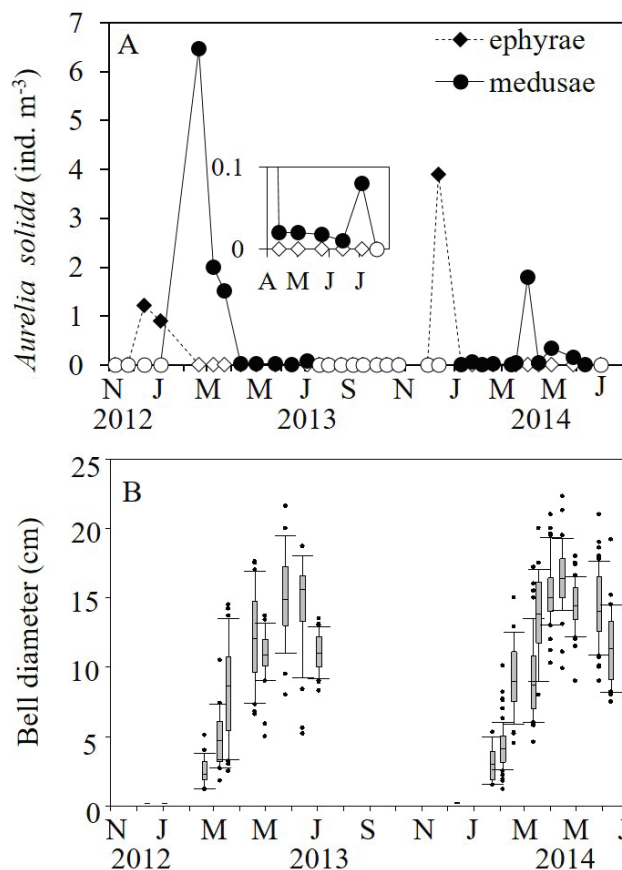 A
ephyrae
medusae
7
6
5
4
3
2
1
0
Aurelia solida (ind. m⁻³)
0.1
0
A M J J
N J M M J S N J M M J
2012 2013 2014
B
25
20
15
10
5
0
Bell diameter (cm)
N J M M J S N J M M J
2012 2013 2014